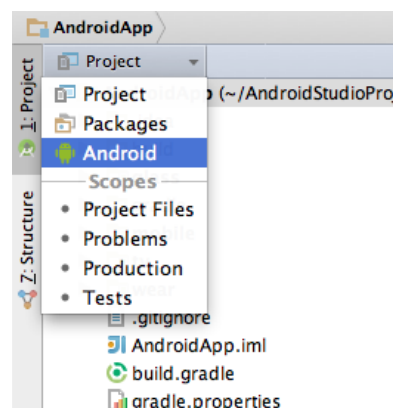 AndroidApp
1: Project
Project
Project
(~/AndroidStudioProj
Packages
Android
Scopes
Project Files
Problems
Production
Tests
Z: Structure
.gitignore
AndroidApp.iml
build.gradle
gradle.properties